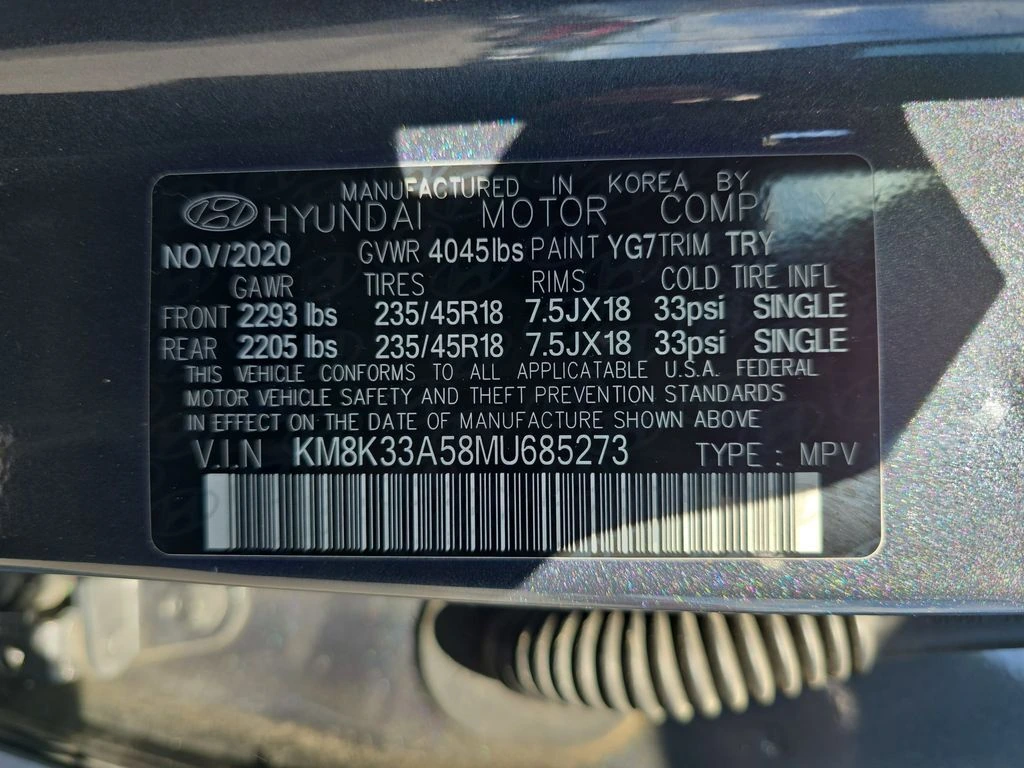 MANUFACTURED IN KOREA BY
HYUNDAI MOTOR COMPANY
NOV/2020 GVWR 4045lbs PAINT YG7 TRIM TRY
GAWR TIRES RIMS COLD TIRE INFL
FRONT 2293 lbs 235/45R18 7.5JX18 33psi SINGLE
REAR 2205 lbs 235/45R18 7.5JX18 33psi SINGLE
THIS VEHICLE CONFORMS TO ALL APPLICATABLE U.S.A. FEDERAL
MOTOR VEHICLE SAFETY AND THEFT PREVENTION STANDARDS
IN EFFECT ON THE DATE OF MANUFACTURE SHOWN ABOVE
V.I.N KM8K33A58MU685273 TYPE : MPV